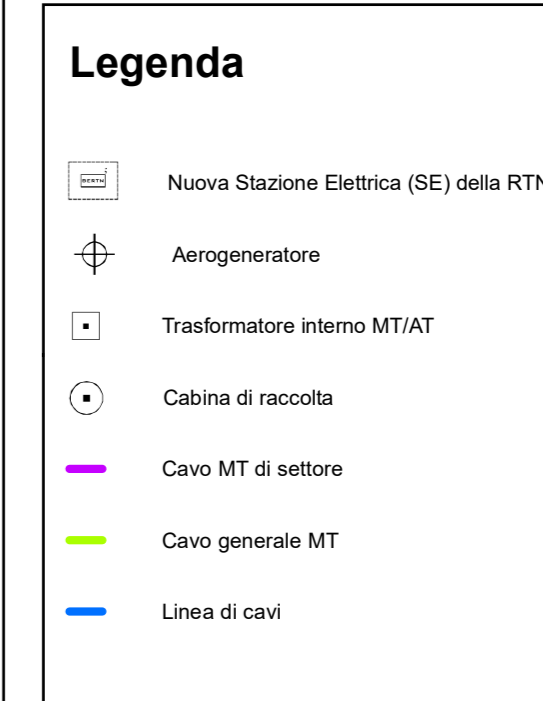 Legenda
Nuova Stazione Elettrica (SE) della RTN
Aerogeneratore
Trasformatore interno MT/AT
Cabina di raccolta
Cavo MT di settore
Cavo generale MT
Linea di cavi